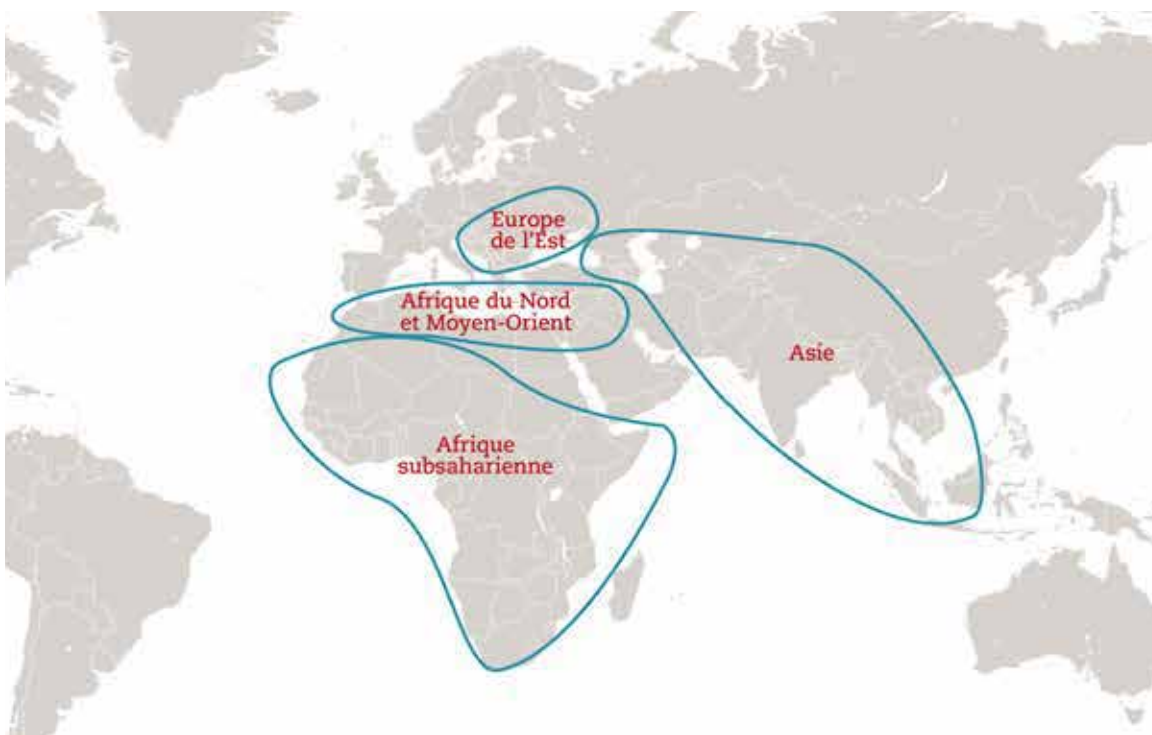 Europe
de l'Est
Afrique du Nord
et Moyen-Orient
Asie
Afrique
subsaharienne